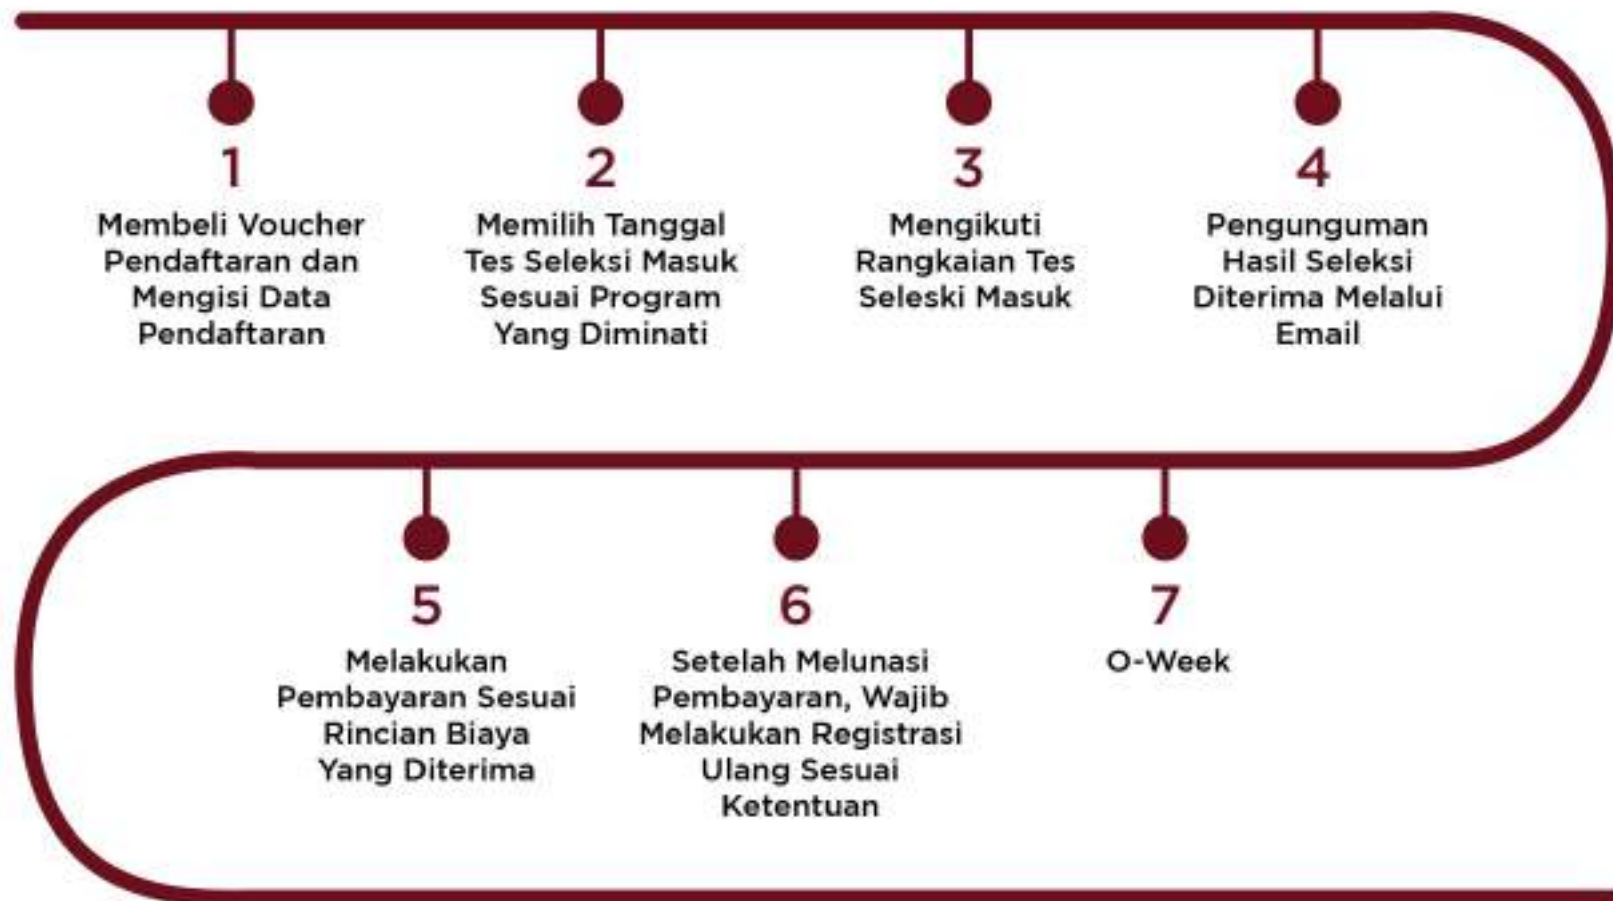 1
Membeli Voucher
Pendaftaran dan
Mengisi Data
Pendaftaran
2
Memilih Tanggal
Tes Seleksi Masuk
Sesuai Program
Yang Diminati
3
Mengikuti
Rangkaian Tes
Seleski Masuk
4
Pengunguman
Hasil Seleksi
Diterima Melalui
Email
5
Melakukan
Pembayaran Sesuai
Rincian Biaya
Yang Diterima
6
Setelah Melunasi
Pembayaran, Wajib
Melakukan Registrasi
Ulang Sesuai
Ketentuan
7
O-Week